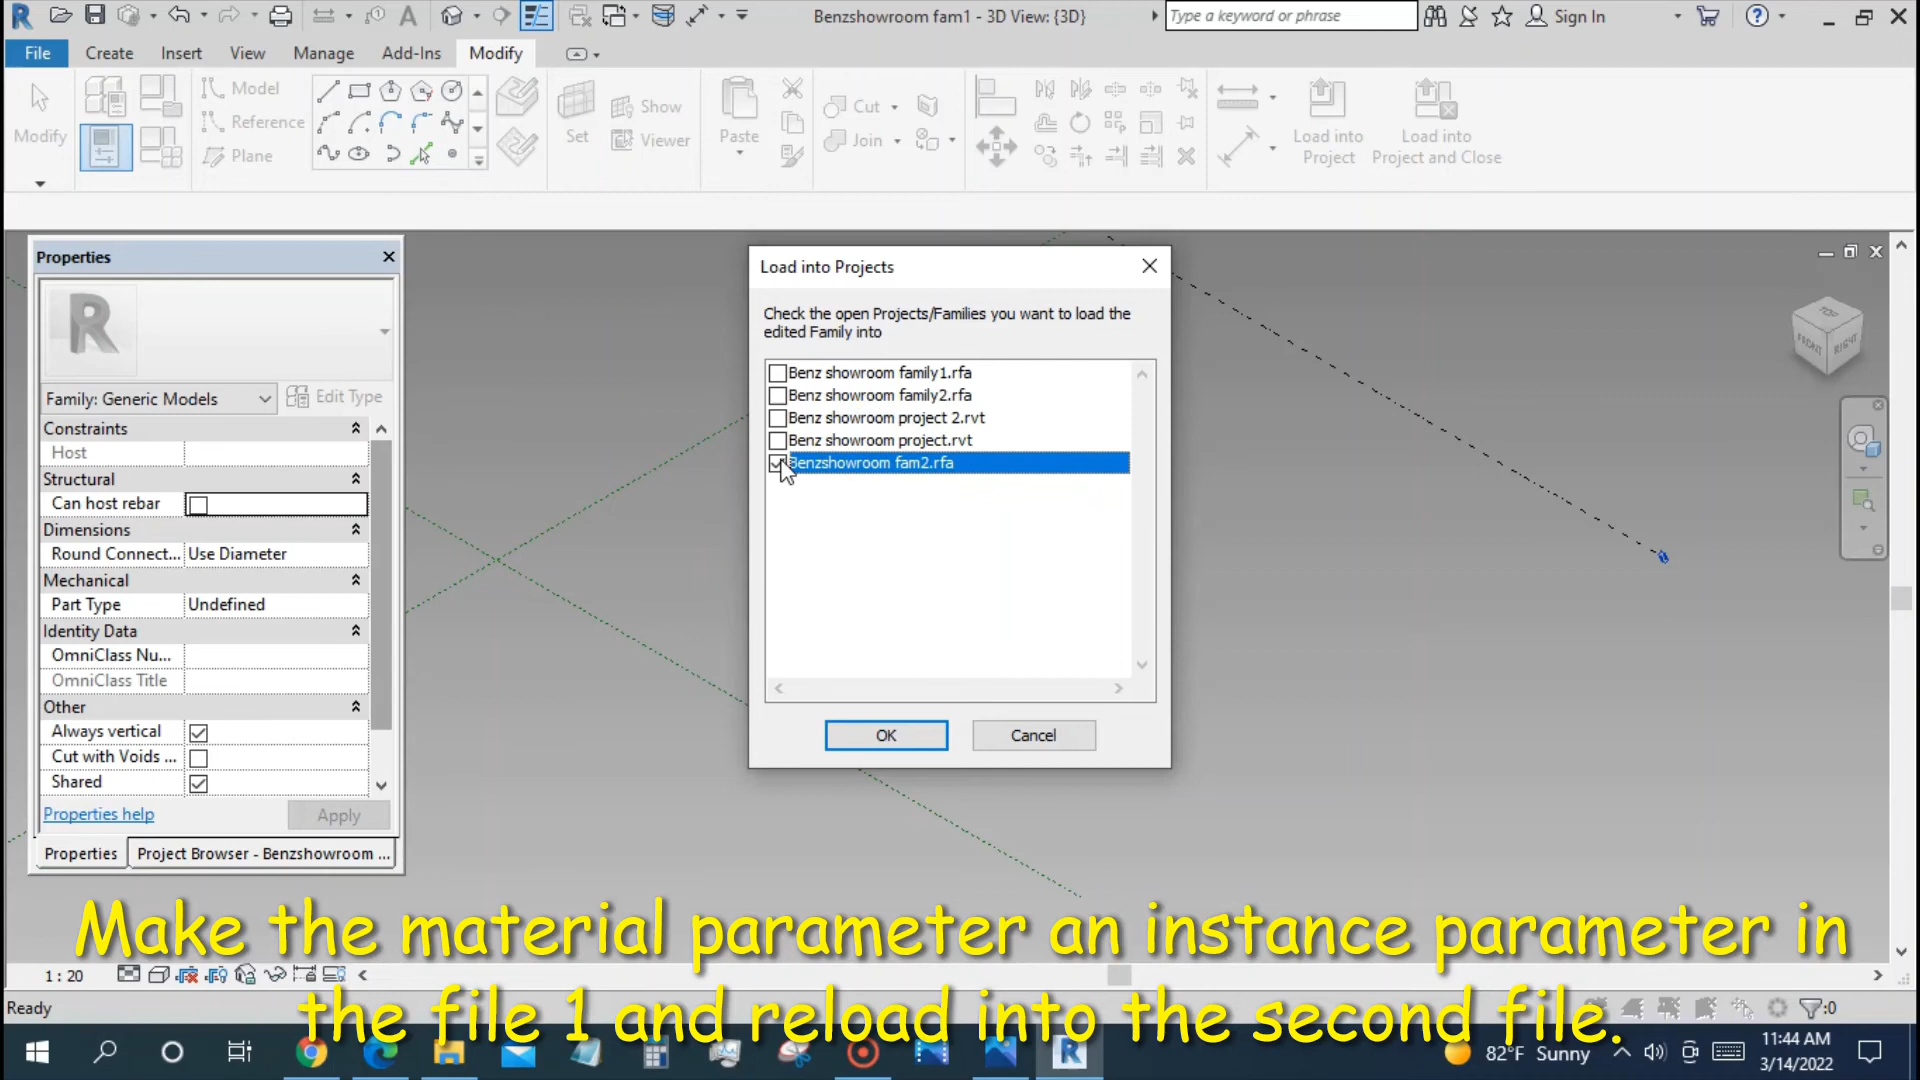 Benzshowroom fam1 - 3D View: {3D}
Type a keyword or phrase
Sign In
File
Create
Insert
View
Manage
Add-Ins
Modify
Modify
Model
Reference
Plane
Set
Show
Viewer
Paste
Cut
Join
Load into
Project
Load into
Project and Close
Properties
R
Family: Generic Models
Edit Type
Constraints
Host
Structural
Can host rebar
Dimensions
Round Connect... Use Diameter
Mechanical
Part Type Undefined
Identity Data
OmniClass Nu...
OmniClass Title
Other
Always vertical
Cut with Voids ...
Shared
Properties help
Apply
Properties
Project Browser - Benzshowroom ...
Load into Projects
Check the open Projects/Families you want to load the
edited Family into
Benz showroom family1.rfa
Benz showroom family2.rfa
Benz showroom project 2.rvt
Benz showroom project.rvt
Benzshowroom fam2.rfa
OK
Cancel
TOP
FRONT
RIGHT
Make the material parameter an instance parameter in
the file 1 and reload into the second file.
1 : 20
Ready
:0
82°F Sunny
11:44 AM
3/14/2022